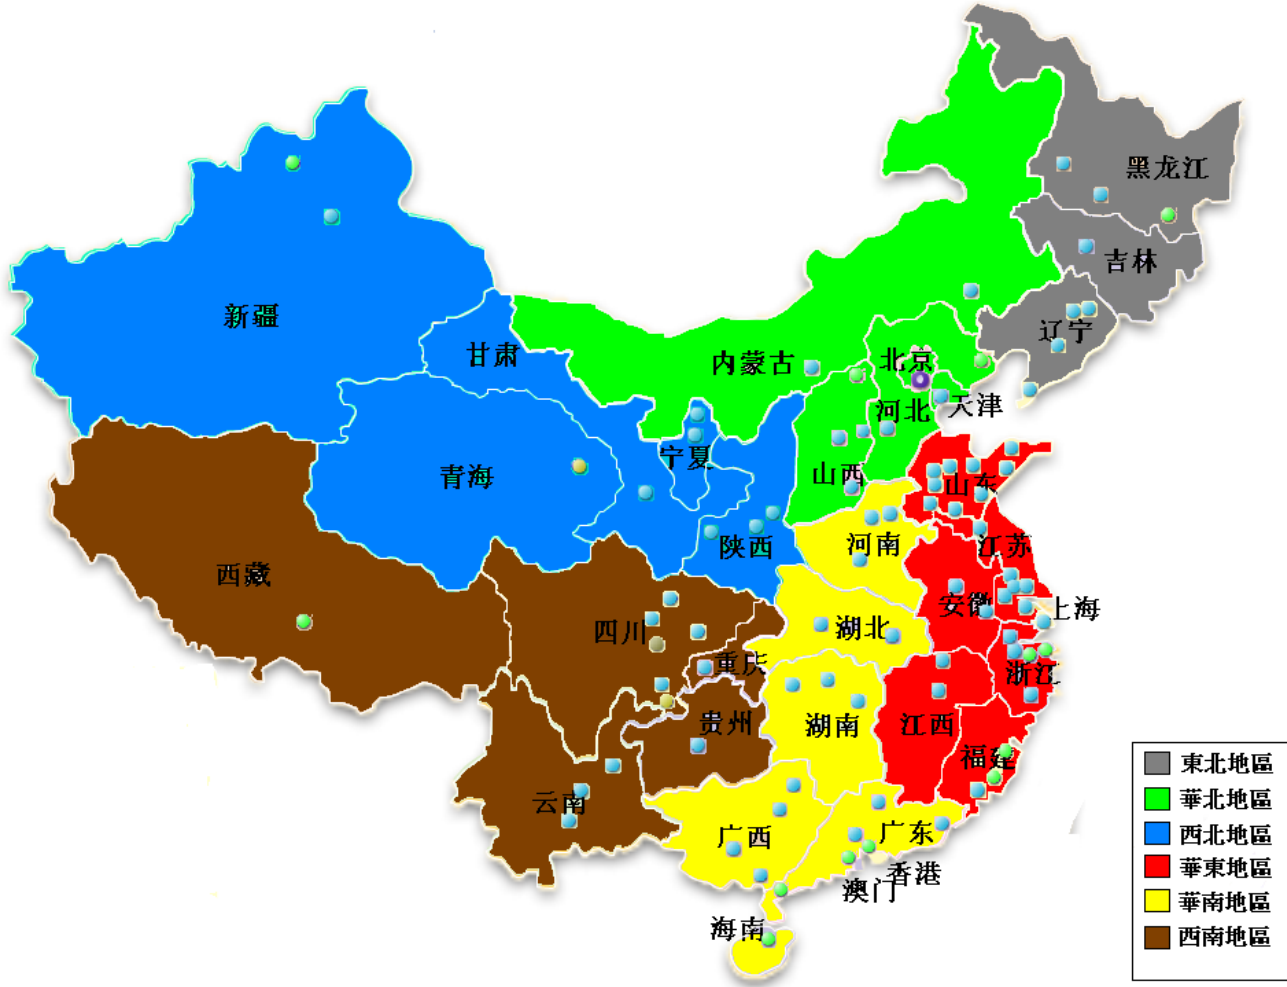 黑龙江
吉林
辽宁
新疆
甘肃
内蒙古
北京
河北
天津
宁夏
青海
山西
山东
陕西
河南
江苏
西藏
安徽
上海
四川
湖北
重庆
浙江
贵州
湖南
江西
福建
云南
广西
广东
香港
澳门
海南
東北地區
華北地區
西北地區
華東地區
華南地區
西南地區